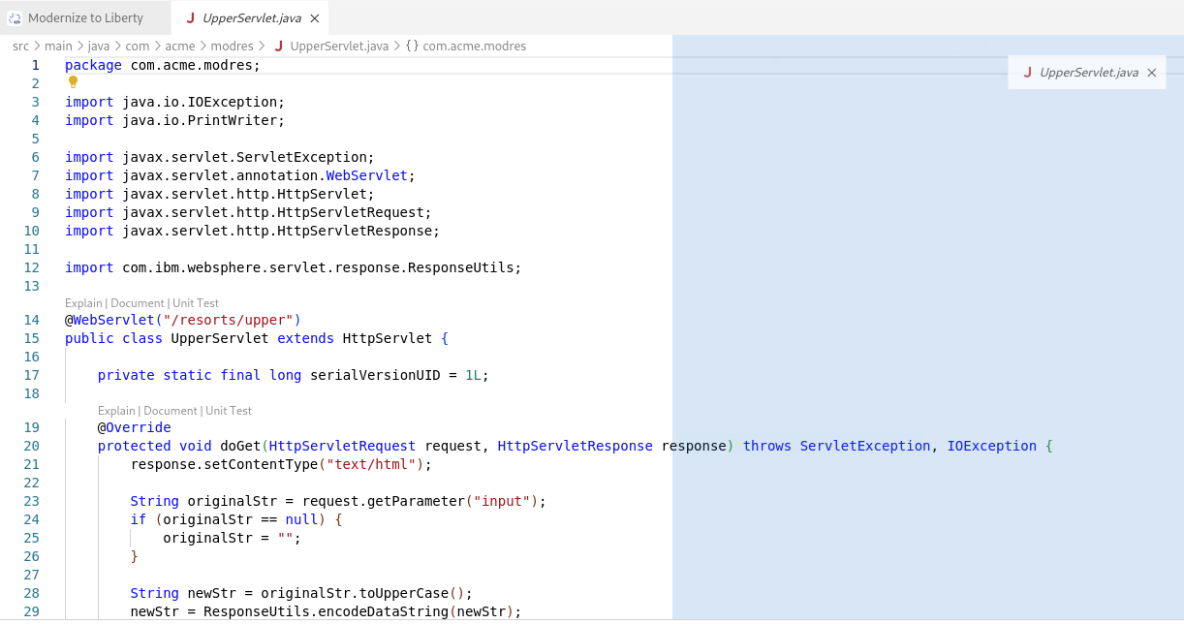 Modernize to Liberty J UpperServlet.java ×
src > main > java > com > acme > modres > J UpperServlet.java > {} com.acme.modres
1 package com.acme.modres;
J UpperServlet.java ×
2
3 import java.io.IOException;
4 import java.io.PrintWriter;
5
6 import javax.servlet.ServletException;
7 import javax.servlet.annotation.WebServlet;
8 import javax.servlet.http.HttpServlet;
9 import javax.servlet.http.HttpServletRequest;
10 import javax.servlet.http.HttpServletResponse;
11
12 import com.ibm.websphere.servlet.response.ResponseUtils;
13
Explain | Document | Unit Test
14 @WebServlet("/resorts/upper")
15 public class UpperServlet extends HttpServlet {
16
17 private static final long serialVersionUID = 1L;
18
Explain | Document | Unit Test
19 @Override
20 protected void doGet(HttpServletRequest request, HttpServletResponse response) throws ServletException, IOException {
21 response.setContentType("text/html");
22
23 String originalStr = request.getParameter("input");
24 if (originalStr == null) {
25 originalStr = "";
26 }
27
28 String newStr = originalStr.toUpperCase();
29 newStr = ResponseUtils.encodeDataString(newStr);